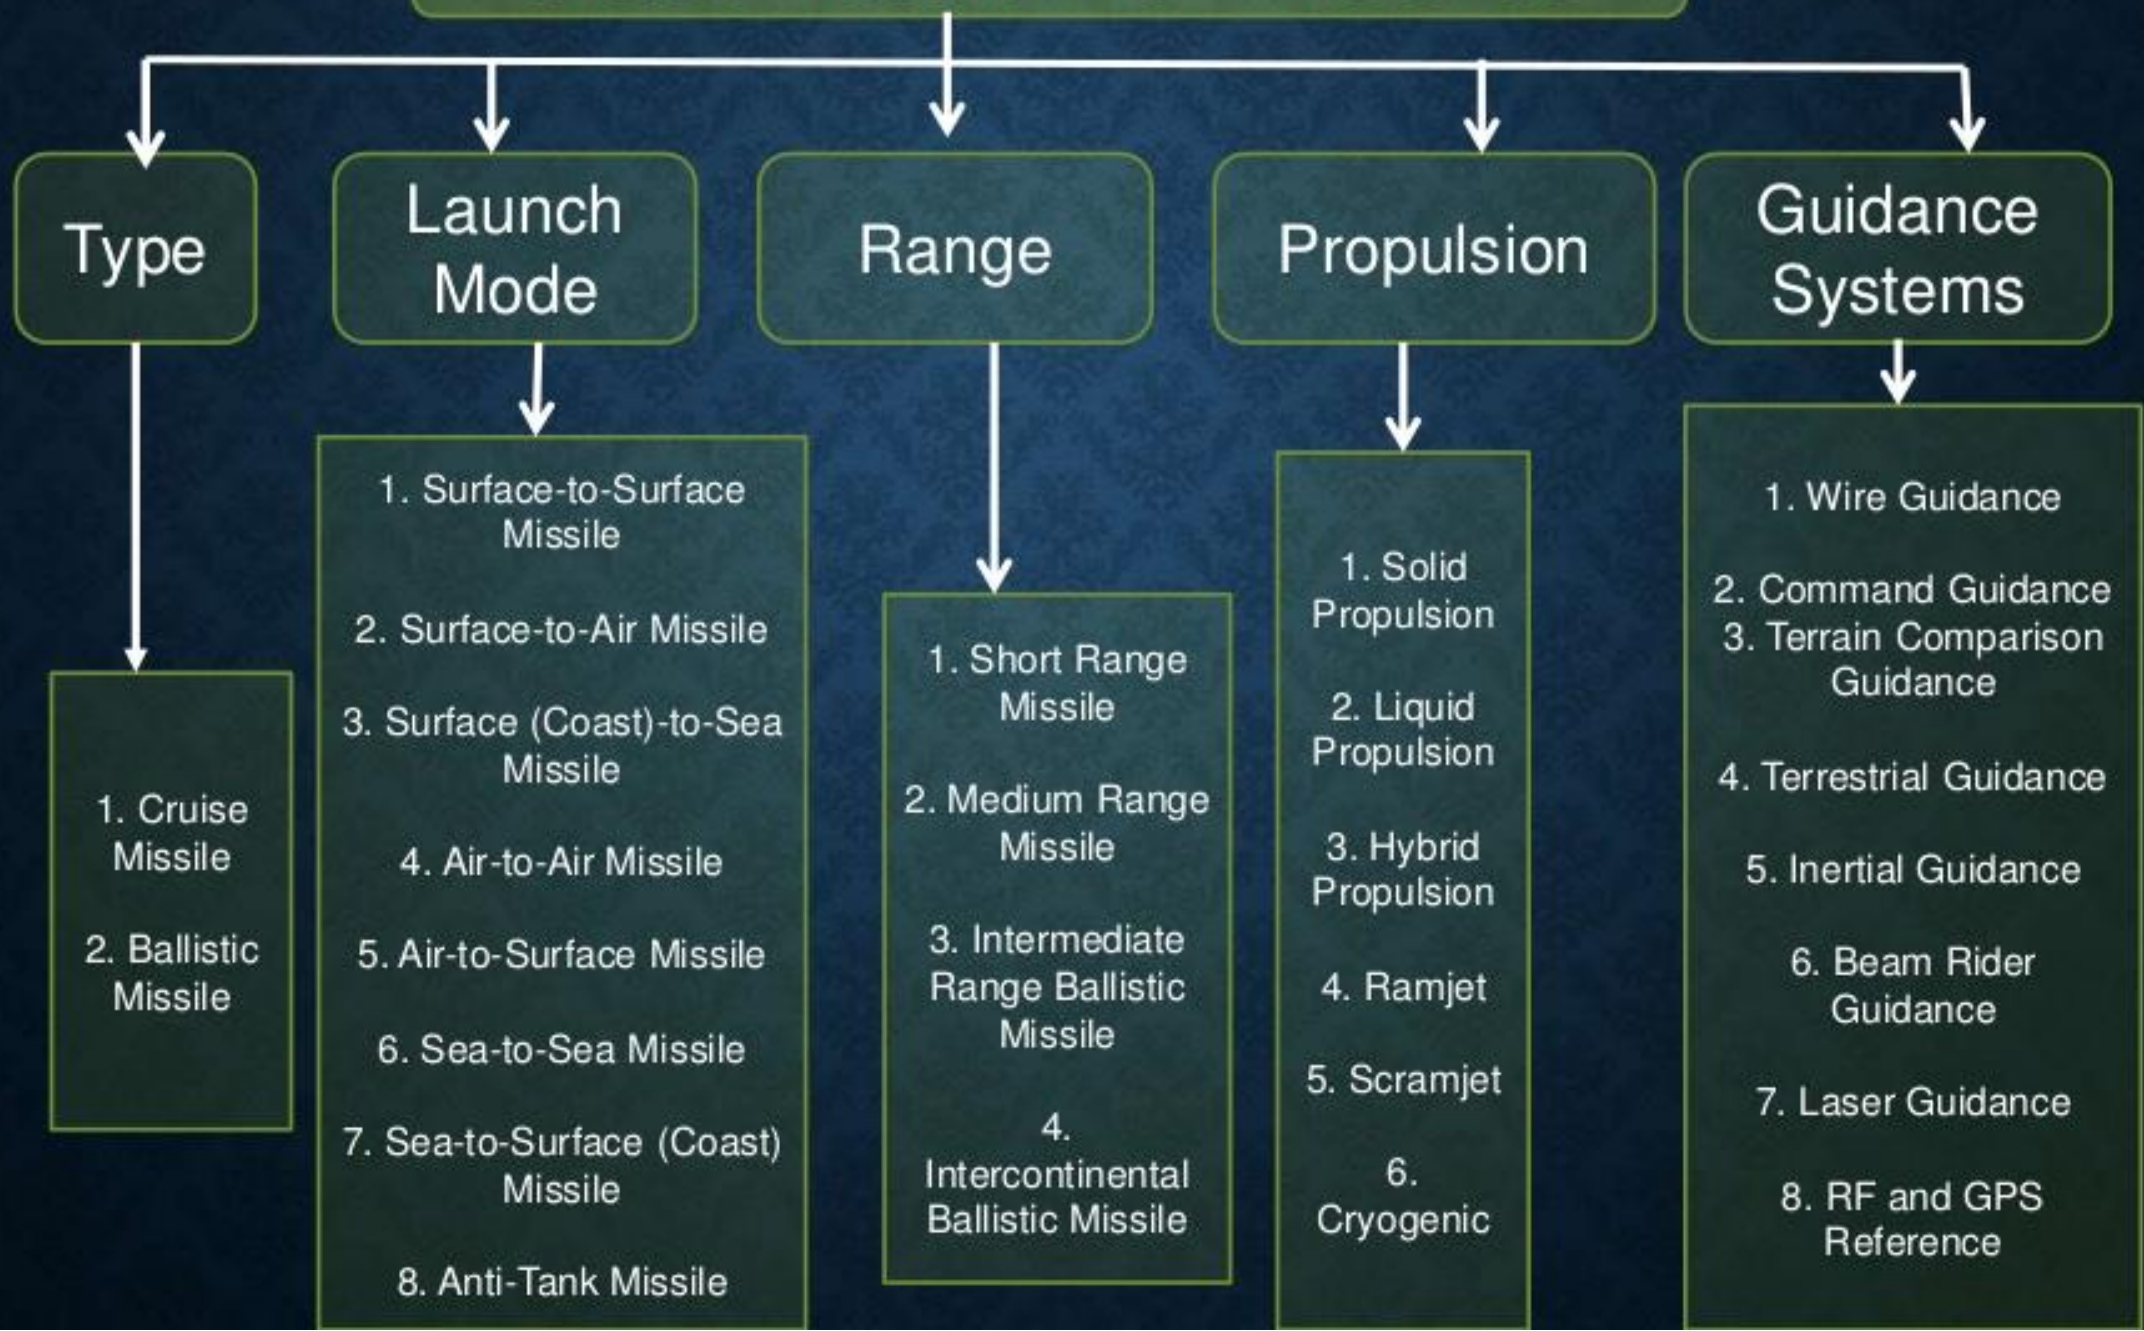 Type
Launch
Mode
Range
Propulsion
Guidance
Systems
1. Cruise
Missile
2. Ballistic
Missile
1. Surface-to-Surface
Missile
2. Surface-to-Air Missile
3. Surface (Coast)-to-Sea
Missile
4. Air-to-Air Missile
5. Air-to-Surface Missile
6. Sea-to-Sea Missile
7. Sea-to-Surface (Coast)
Missile
8. Anti-Tank Missile
1. Short Range
Missile
2. Medium Range
Missile
3. Intermediate
Range Ballistic
Missile
4.
Intercontinental
Ballistic Missile
1. Solid
Propulsion
2. Liquid
Propulsion
3. Hybrid
Propulsion
4. Ramjet
5. Scramjet
6.
Cryogenic
1. Wire Guidance
2. Command Guidance
3. Terrain Comparison
Guidance
4. Terrestrial Guidance
5. Inertial Guidance
6. Beam Rider
Guidance
7. Laser Guidance
8. RF and GPS
Reference